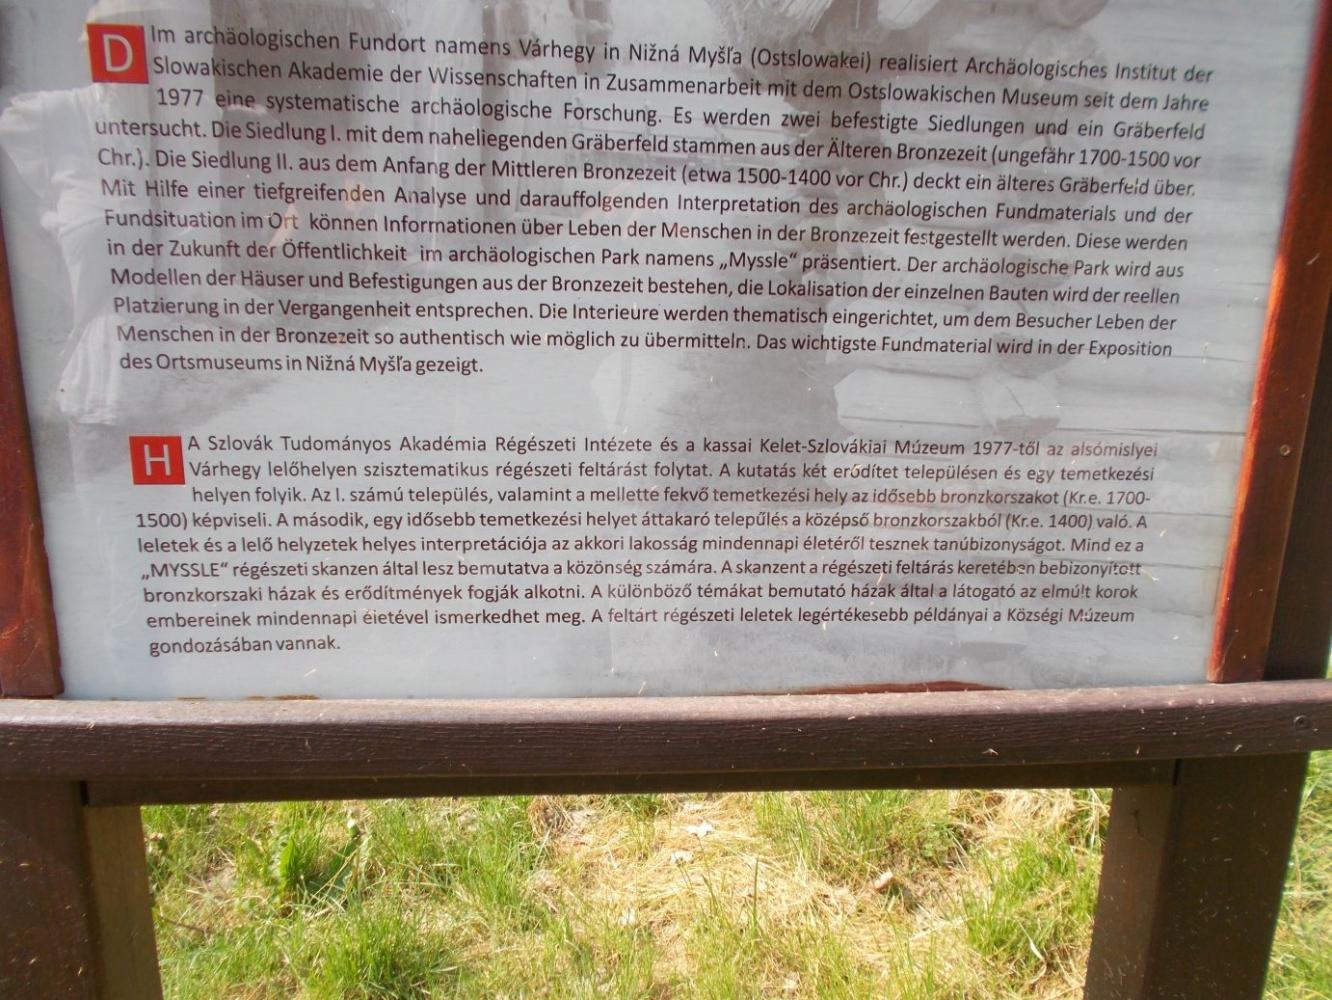 D Im archäologischen Fundort namens Várhegy in Nižná Myšľa (Ostslowakei) realisiert Archäologisches Institut der
Slowakischen Akademie der Wissenschaften in Zusammenarbeit mit dem Ostslowakischen Museum seit dem Jahre
1977 eine systematische archäologische Forschung. Es werden zwei befestigte Siedlungen und ein Gräberfeld
untersucht. Die Siedlung I. mit dem naheliegenden Gräberfeld stammen aus der Älteren Bronzezeit (ungefähr 1700-1500 vor
Chr.). Die Siedlung II. aus dem Anfang der Mittleren Bronzezeit (etwa 1500-1400 vor Chr.) deckt ein älteres Gräberfeld über.
Mit Hilfe einer tiefgreifenden Analyse und darauffolgenden Interpretation des archäologischen Fundmaterials und der
Fundsituation im Ort können Informationen über Leben der Menschen in der Bronzezeit festgestellt werden. Diese werden
in der Zukunft der Öffentlichkeit im archäologischen Park namens „Myssle“ präsentiert. Der archäologische Park wird aus
Modellen der Häuser und Befestigungen aus der Bronzezeit bestehen, die Lokalisation der einzelnen Bauten wird der reellen
Platzierung in der Vergangenheit entsprechen. Die Interieure werden thematisch eingerichtet, um dem Besucher Leben der
Menschen in der Bronzezeit so authentisch wie möglich zu übermitteln. Das wichtigste Fundmaterial wird in der Exposition
des Ortsmuseums in Nižná Myšľa gezeigt.
H A Szlovák Tudományos Akadémia Régészeti Intézete és a kassai Kelet-Szlovákiai Múzeum 1977-től az alsómislyei
Várhegy lelőhelyen szisztematikus régészeti feltárást folytat. A kutatás két erődítet településen és egy temetkezési
helyen folyik. Az I. számú település, valamint a mellette fekvő temetkezési hely az idősebb bronzkorszakot (Kr.e. 1700-
1500) képviseli. A második, egy idősebb temetkezési helyet áttakaró telepűlés a középső bronzkorszakból (Kr.e. 1400) való. A
leletek és a lelő helyzetek helyes interpretációja az akkori lakosság mindennapi életéről tesznek tanúbizonyságot. Mind ez a
„MYSSLE“ régészeti skanzen által lesz bemutatva a közönség számára. A skanzent a régészeti feltárás keretében bebizonyított
bronzkorszaki házak és erődítmények fogják alkotni. A különböző témákat bemutató házak által a látogató az elmúlt korok
embereinek mindennapi életével ismerkedhet meg. A feltárt régészeti leletek legértékesebb példányai a Községi Múzeum
gondozásában vannak.